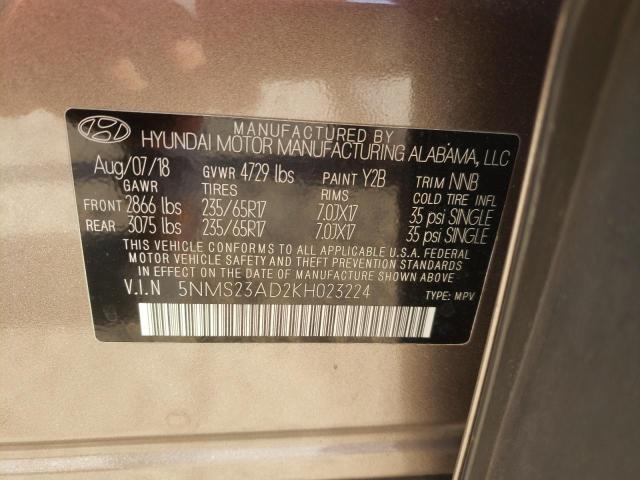 MANUFACTURED BY
HYUNDAI MOTOR MANUFACTURING ALABAMA, LLC
Aug/07/18 GVWR 4729 lbs PAINT Y2B TRIM NNB
GAWR TIRES RIMS COLD TIRE INFL
FRONT 2866 lbs 235/65R17 7.0JX17 35 psi SINGLE
REAR 3075 lbs 235/65R17 7.0JX17 35 psi SINGLE
THIS VEHICLE CONFORMS TO ALL APPLICABLE U.S.A. FEDERAL
MOTOR VEHICLE SAFETY AND THEFT PREVENTION STANDARDS
IN EFFECT ON THE DATE OF MANUFACTURE SHOWN ABOVE
V.I.N 5NMS23AD2KH023224 TYPE: MPV